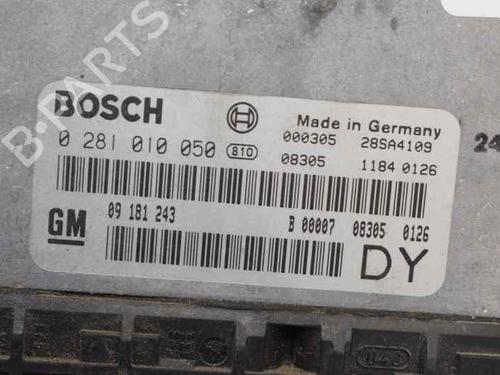 B-PARTS
BOSCH
Made in Germany
0 281 010 050 810
000305 28SA4109
08305 1184 0126
24
GM
09 181 243
B 00007 08305 0126
DY